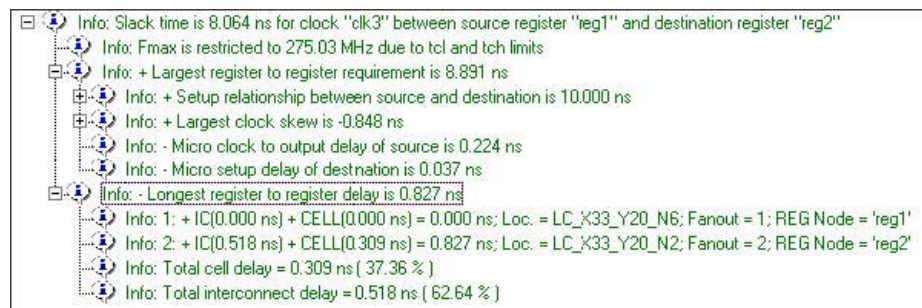 Info: Slack time is 8.064 ns for clock "clk3" between source register "reg1" and destination register "reg2"
Info: Fmax is restricted to 275.03 MHz due to tcl and tch limits
Info: + Largest register to register requirement is 8.891 ns
Info: + Setup relationship between source and destination is 10.000 ns
Info: + Largest clock skew is -0.848 ns
Info: - Micro clock to output delay of source is 0.224 ns
Info: - Micro setup delay of destination is 0.037 ns
Info: - Longest register to register delay is 0.827 ns
Info: 1: + IC(0.000 ns) + CELL(0.000 ns) = 0.000 ns; Loc. = LC_X33_Y20_N6; Fanout = 1; REG Node = 'reg1'
Info: 2: + IC(0.518 ns) + CELL(0.309 ns) = 0.827 ns; Loc. = LC_X33_Y20_N2; Fanout = 2; REG Node = 'reg2'
Info: Total cell delay = 0.309 ns ( 37.36 % )
Info: Total interconnect delay = 0.518 ns ( 62.64 % )